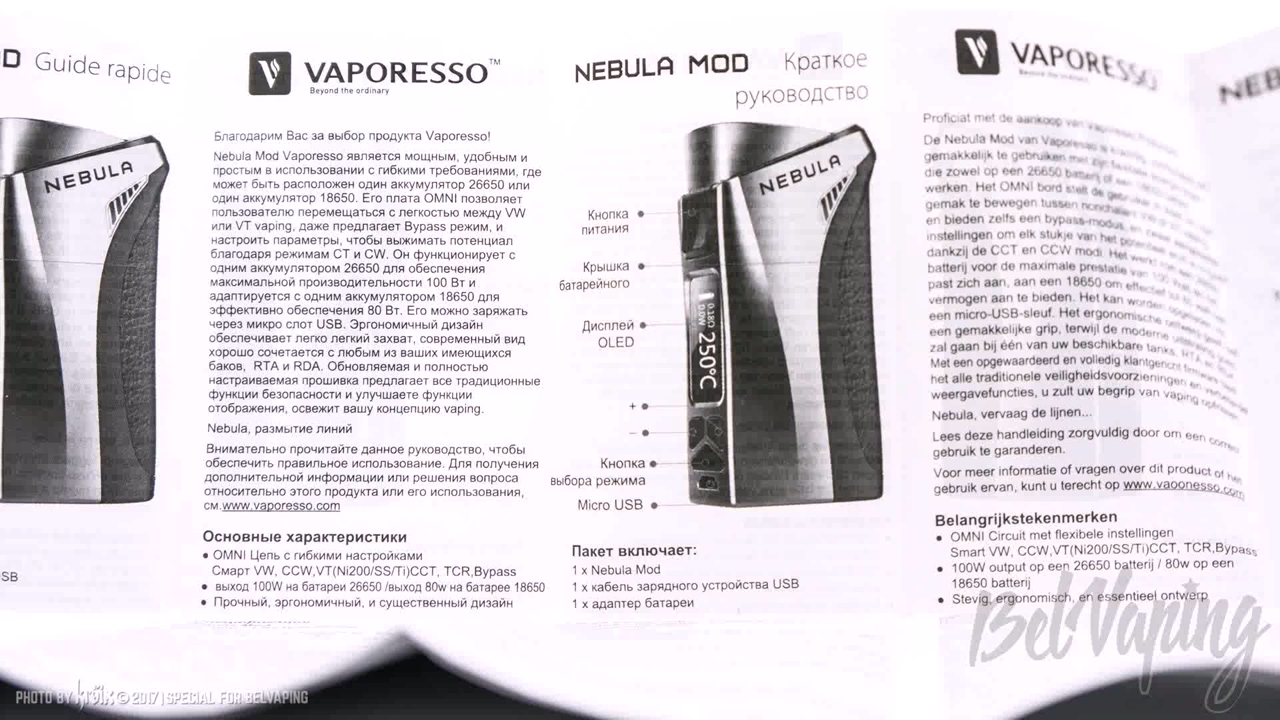 D Guide rapide
NEBULA
SB
VAPORESSO™
Beyond the ordinary
Благодарим Вас за выбор продукта Vaporesso!
Nebula Mod Vaporesso является мощным, удобным и
простым в использовании с гибкими требованиями, где
может быть расположен один аккумулятор 26650 или
один аккумулятор 18650. Его плата OMNI позволяет
пользователю перемещаться с легкостью между VW
или VT vaping, даже предлагает Bypass режим, и
настроить параметры, чтобы выжимать потенциал
благодаря режимам CT и CW. Он функционирует с
одним аккумулятором 26650 для обеспечения
максимальной производительности 100 Вт и
адаптируется с одним аккумулятором 18650 для
эффективно обеспечения 80 Вт. Его можно заряжать
через микро слот USB. Эргономичный дизайн
обеспечивает легко легкий захват, современный вид
хорошо сочетается с любым из ваших имеющихся
баков, RTA и RDA. Обновляемая и полностью
настраиваемая прошивка предлагает все традиционные
функции безопасности и улучшаете функции
отображения, освежит вашу концепцию vaping.
Nebula, размытие линий
Внимательно прочитайте данное руководство, чтобы
обеспечить правильное использование. Для получения
дополнительной информации или решения вопроса
относительно этого продукта или его использования,
см.www.vaporesso.com
Основные характеристики
• OMNI Цепь с гибкими настройками
Смарт VW, CCW,VT(Ni200/SS/Ti)CCT, TCR,Bypass
• выход 100W на батареи 26650 /выход 80w на батарее 18650
• Прочный, эргономичный, и существенный дизайн
NEBULA MOD Краткое
руководство
NEBULA
Кнопка
питания
Крышка
батарейного
Дисплей
OLED
+
−
Кнопка
выбора режима
Micro USB
250°C
Пакет включает:
1 x Nebula Mod
1 x кабель зарядного устройства USB
1 x адаптер батареи
VAPORESSO
Beyond the ordinary
Proficiat met de aankoop van
De Nebula Mod van Vaporesso is
gemakkelijk te gebruiken met zijn
die zowel op een 26650 batterij of
werken. Het OMNI bord stelt de gebruiker
gemak te bewegen tussen
en bieden zelfs een bypass-modus,
instellingen om elk stukje van het
dankzij de CCT en CCW modi. Het werkt
batterij voor de maximale prestatie van
past zich aan, aan een 18650 om
vermogen aan te bieden. Het kan worden
een micro-USB-sleuf. Het ergonomische
een gemakkelijke grip, terwijl de moderne
zal gaan bij één van uw beschikbare tanks,
Met een opgewaardeerd en volledig
het alle traditionele veiligheidsvoorzieningen en
weergavefuncties, u zult uw begrip van vaping
Nebula, vervaag de lijnen...
Lees deze handleiding zorgvuldig door om een
gebruik te garanderen.
Voor meer informatie of vragen over dit product of
gebruik ervan, kunt u terecht op
Belangrijkstekenmerken
• OMNI Circuit met flexibele instellingen
Smart VW, CCW,VT(Ni200/SS/Ti)CCT, TCR,Bypass
• 100W output op een 26650 batterij / 80w op een
18650 batterij
• Stevig, ergonomisch, en essentieel ontwerp
NEB
BelVaping
PHOTO BY © 2017 | SPECIAL FOR BELVAPING